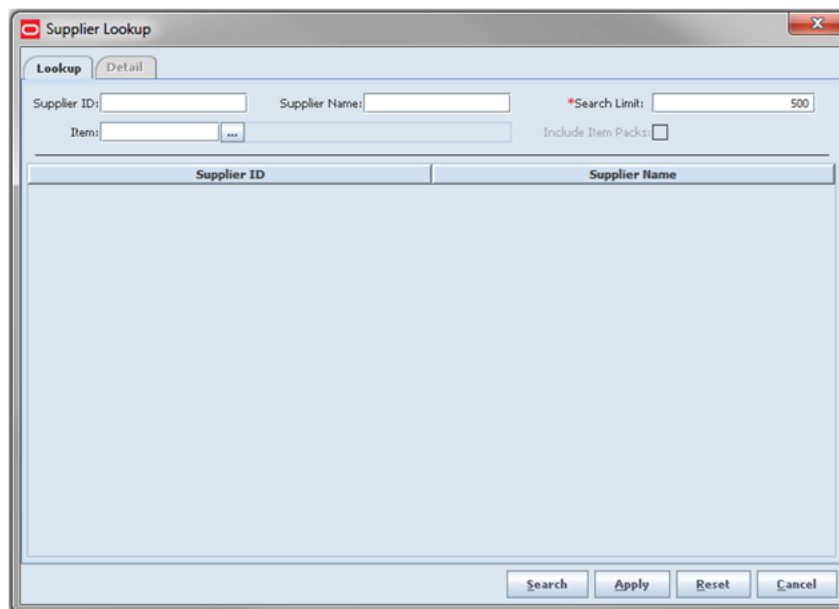 Supplier Lookup
Lookup Detail
Supplier ID: Supplier Name: *Search Limit: 500
Item: ... Include Item Packs:
Supplier ID Supplier Name
Search Apply Reset Cancel